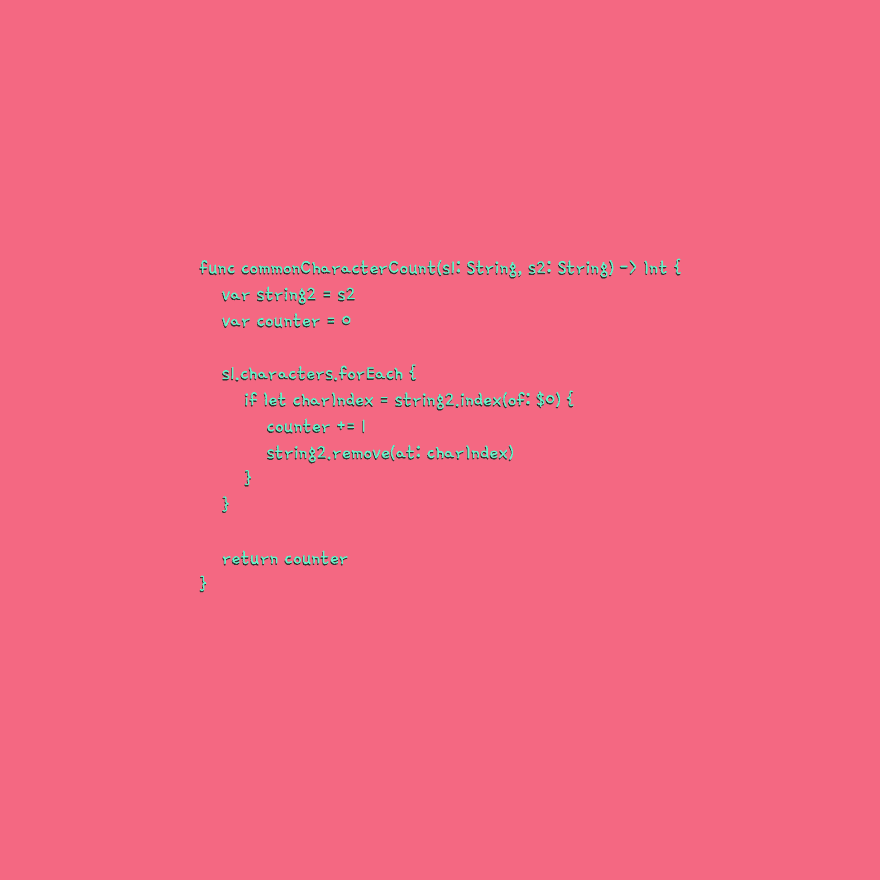 func commonCharacterCount(s1: String, s2: String) -> Int {
    var string2 = s2
    var counter = 0

    s1.characters.forEach {
        if let charIndex = string2.index(of: $0) {
            counter += 1
            string2.remove(at: charIndex)
        }
    }

    return counter
}